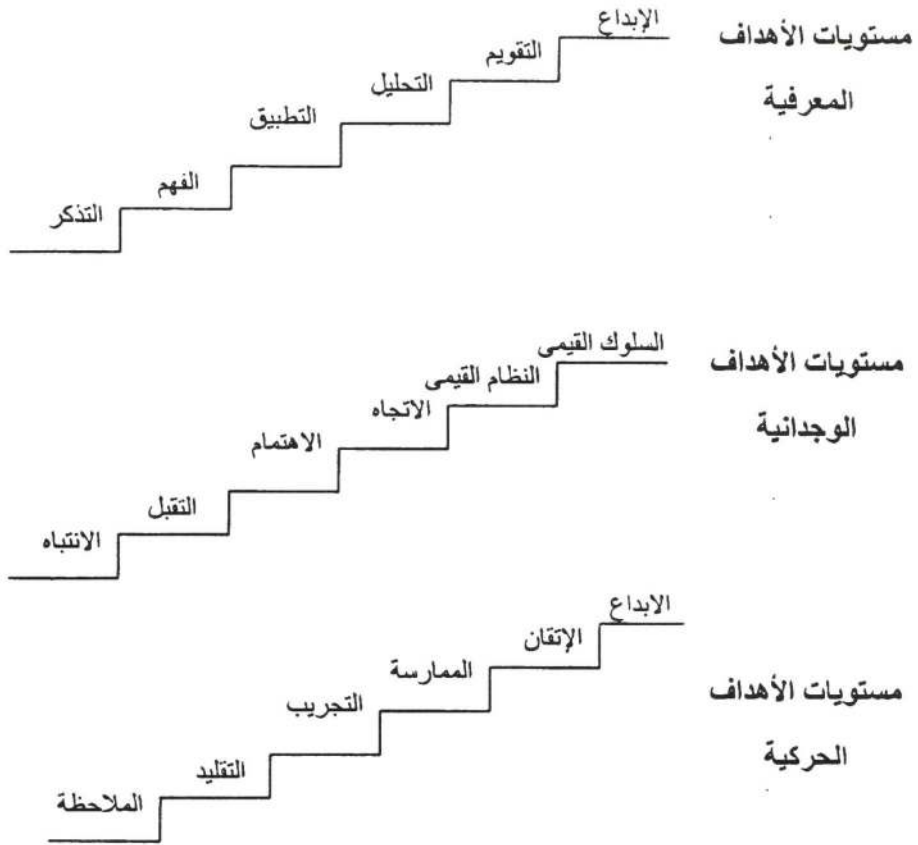 مستويات الأهداف
المعرفية
الإبداع
التقويم
التحليل
التطبيق
الفهم
التذكر
مستويات الأهداف
الوجدانية
السلوك القيمى
النظام القيمى
الاتجاه
الاهتمام
التقبل
الانتباه
مستويات الأهداف
الحركية
الابداع
الإتقان
الممارسة
التجريب
التقليد
الملاحظة